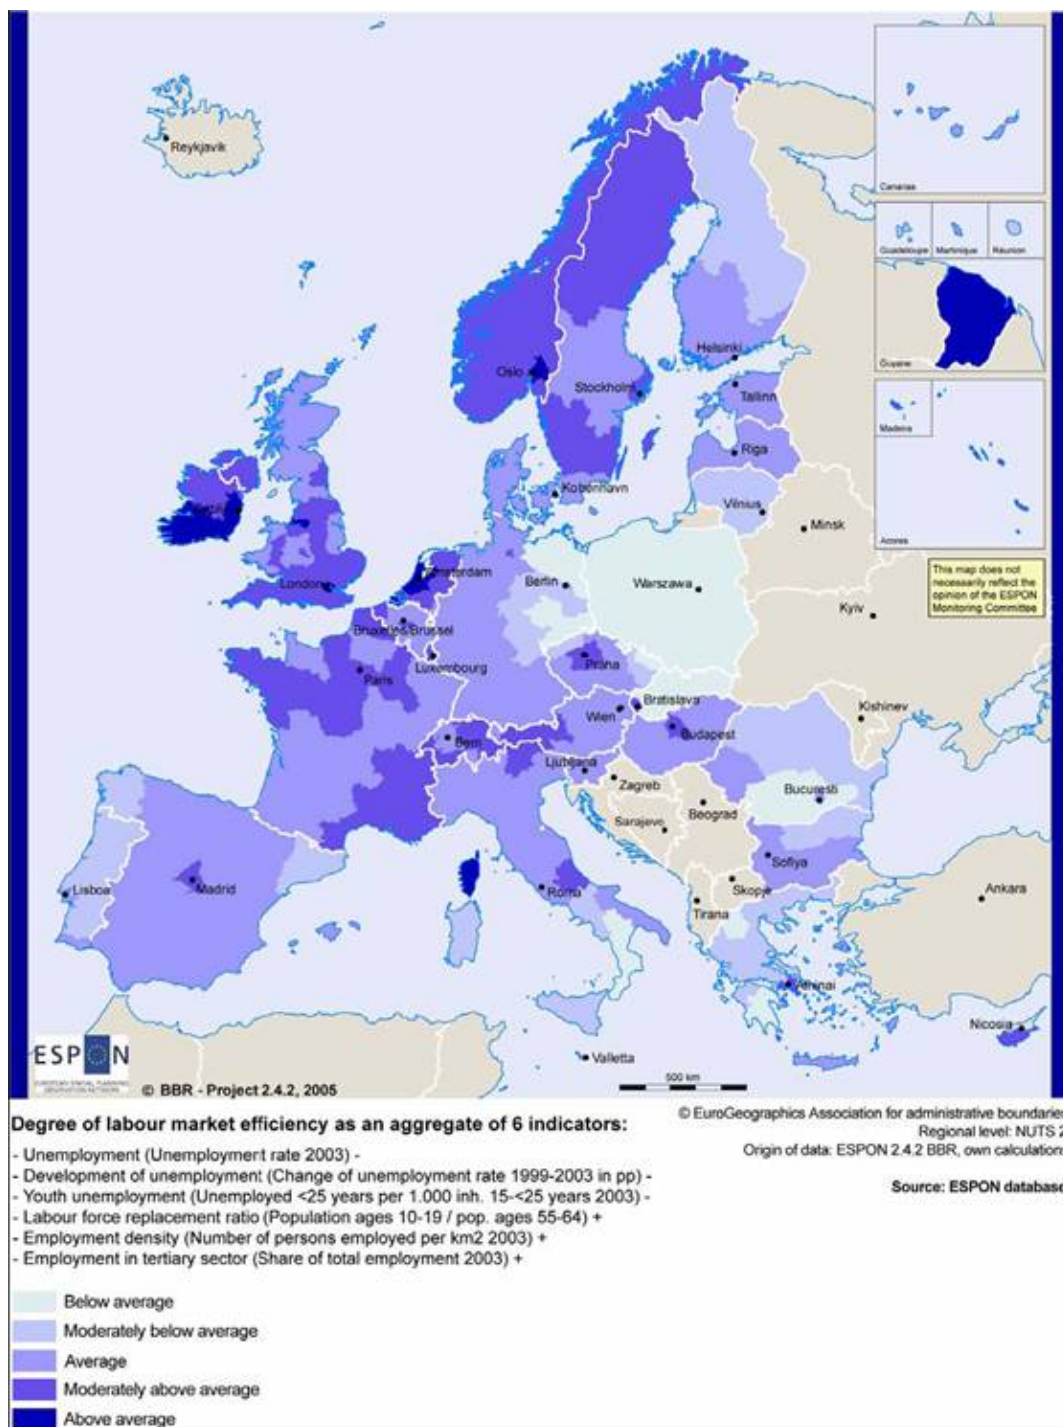 Reykjavik
Canarias
Guadeloupe
Martinique
Réunion
Guyane
Helsinki
Oslo
Stockholm
Tallinn
Madeira
Riga
København
Vilnius
Minsk
Acores
This map does not
necessarily reflect the
opinion of the ESPON
Monitoring Committee
Amsterdam
London
Berlin
Warszawa
Kyiv
Bruxelles/Brussel
Luxembourg
Praha
Paris
Bratislava
Kishinev
Wien
Budapest
Bern
Ljubljana
Zagreb
Bucuresti
Beograd
Sarajevo
Sofiya
Lisboa
Madrid
Roma
Skopje
Ankara
Tirana
Athinai
Nicosia
ESPON
EUROPEAN SPATIAL PLANNING
OBSERVATION NETWORK
Valletta
500 km
© BBR - Project 2.4.2, 2005
© EuroGeographics Association for administrative boundaries
Regional level: NUTS 2
Origin of data: ESPON 2.4.2 BBR, own calculations
Source: ESPON database
Degree of labour market efficiency as an aggregate of 6 indicators:
- Unemployment (Unemployment rate 2003) -
- Development of unemployment (Change of unemployment rate 1999-2003 in pp) -
- Youth unemployment (Unemployed <25 years per 1.000 inh. 15-<25 years 2003) -
- Labour force replacement ratio (Population ages 10-19 / pop. ages 55-64) +
- Employment density (Number of persons employed per km2 2003) +
- Employment in tertiary sector (Share of total employment 2003) +
Below average
Moderately below average
Average
Moderately above average
Above average